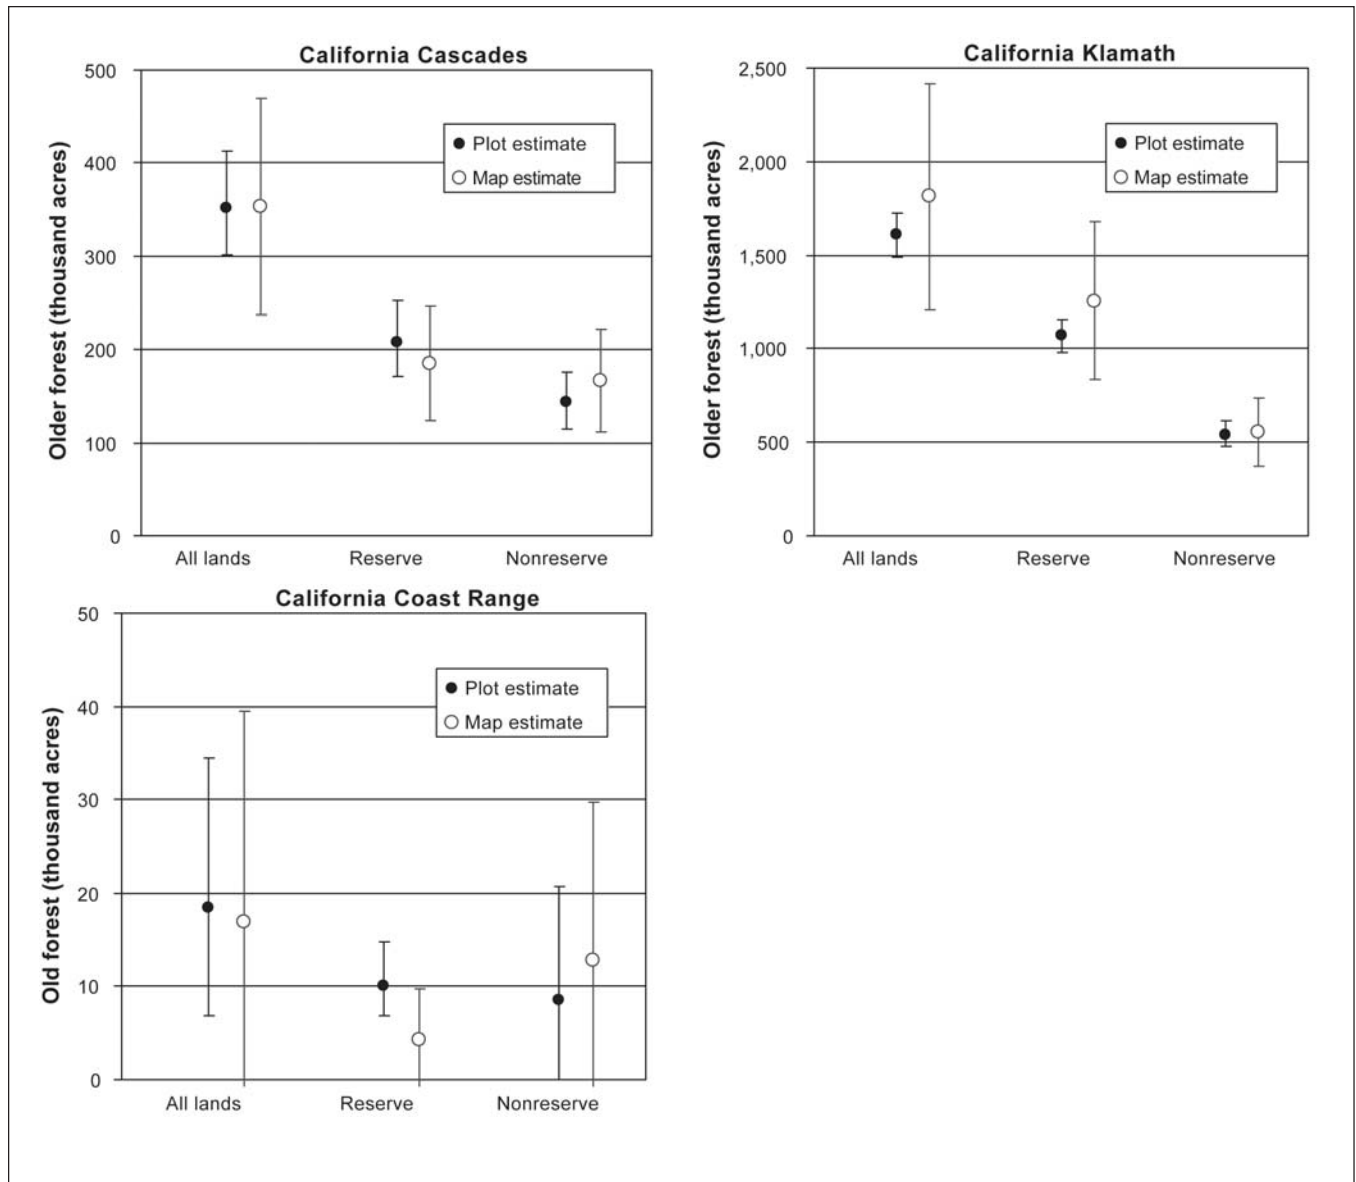 California Cascades
500
400
300
200
100
0
Older forest (thousand acres)
Plot estimate
Map estimate
All lands Reserve Nonreserve
California Klamath
2,500
2,000
1,500
1,000
500
0
Older forest (thousand acres)
Plot estimate
Map estimate
All lands Reserve Nonreserve
California Coast Range
50
40
30
20
10
0
Old forest (thousand acres)
Plot estimate
Map estimate
All lands Reserve Nonreserve